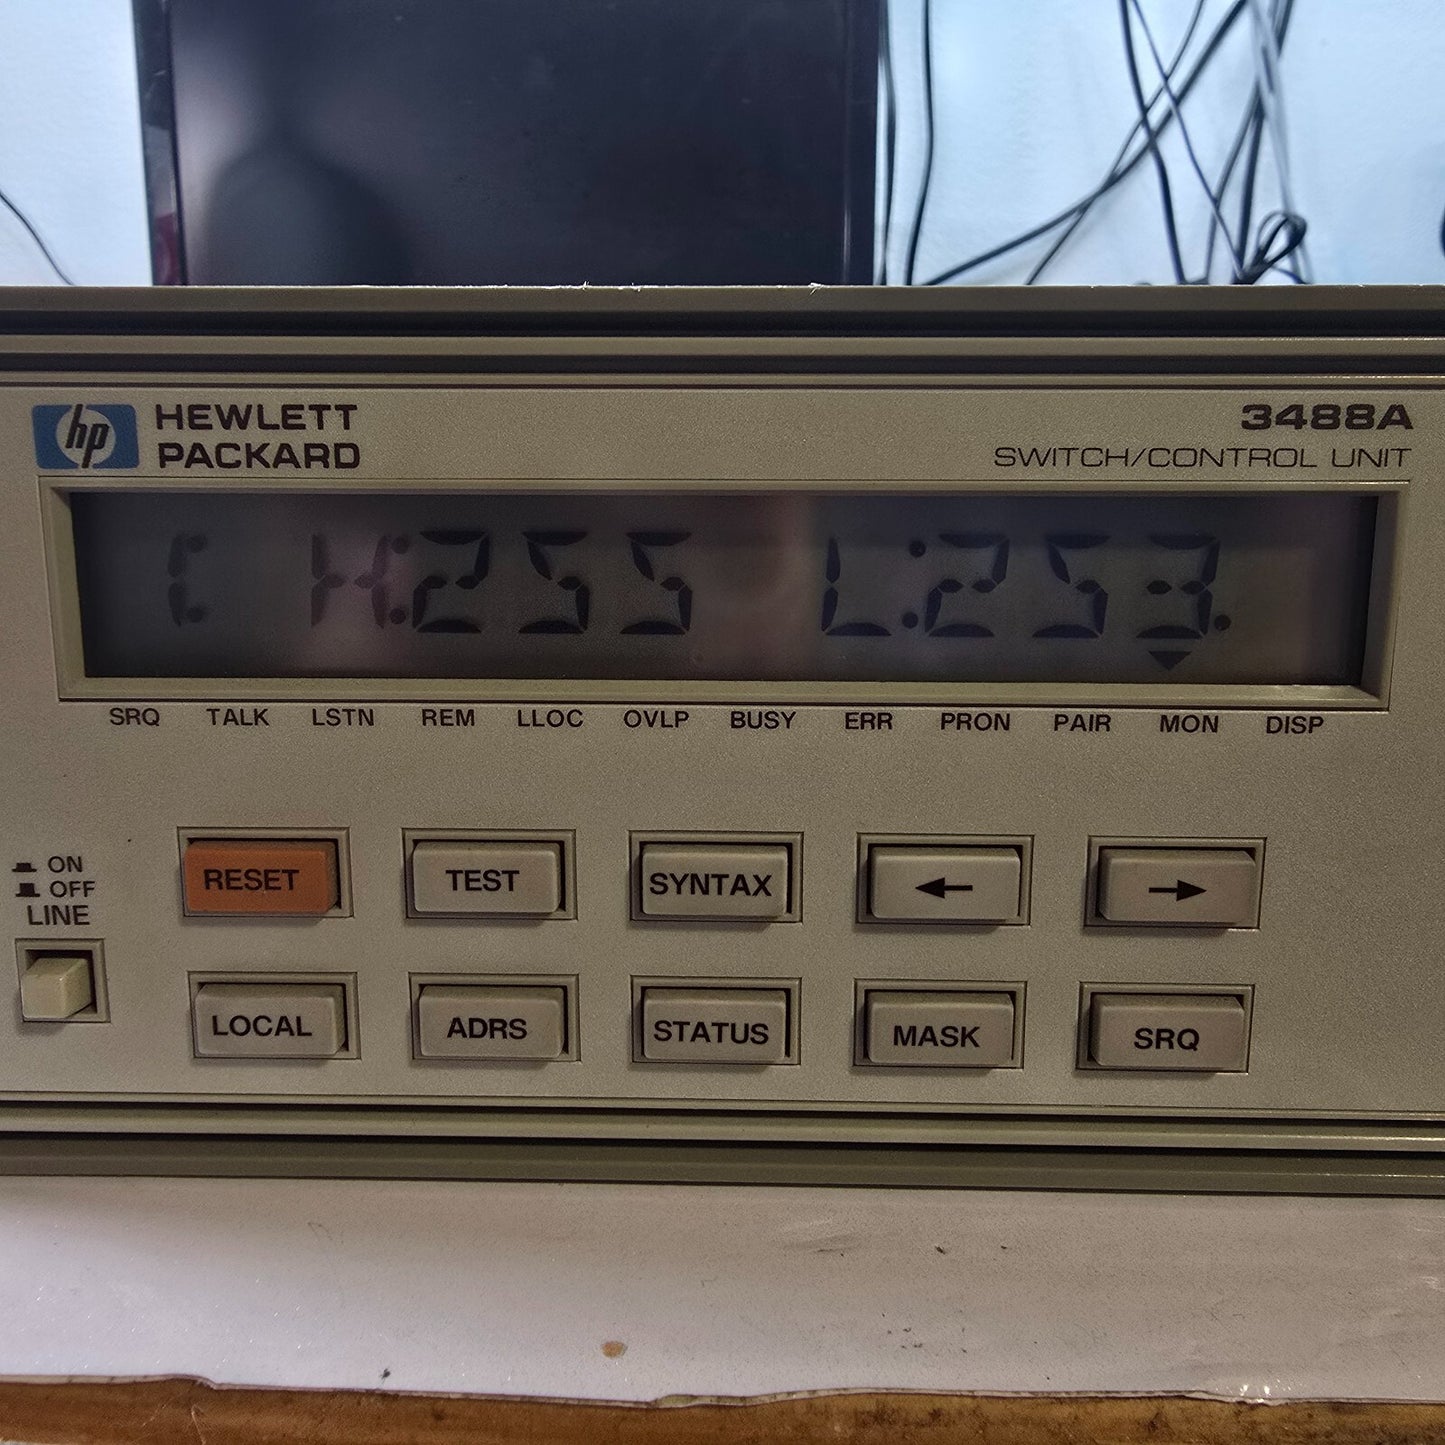 hp HEWLETT PACKARD
3488A
SWITCH/CONTROL UNIT
H:255 L:253.
SRQ TALK LSTN REM LLOC OVLP BUSY ERR PRON PAIR MON DISP
ON
OFF
LINE
RESET TEST SYNTAX ← →
LOCAL ADRS STATUS MASK SRQ